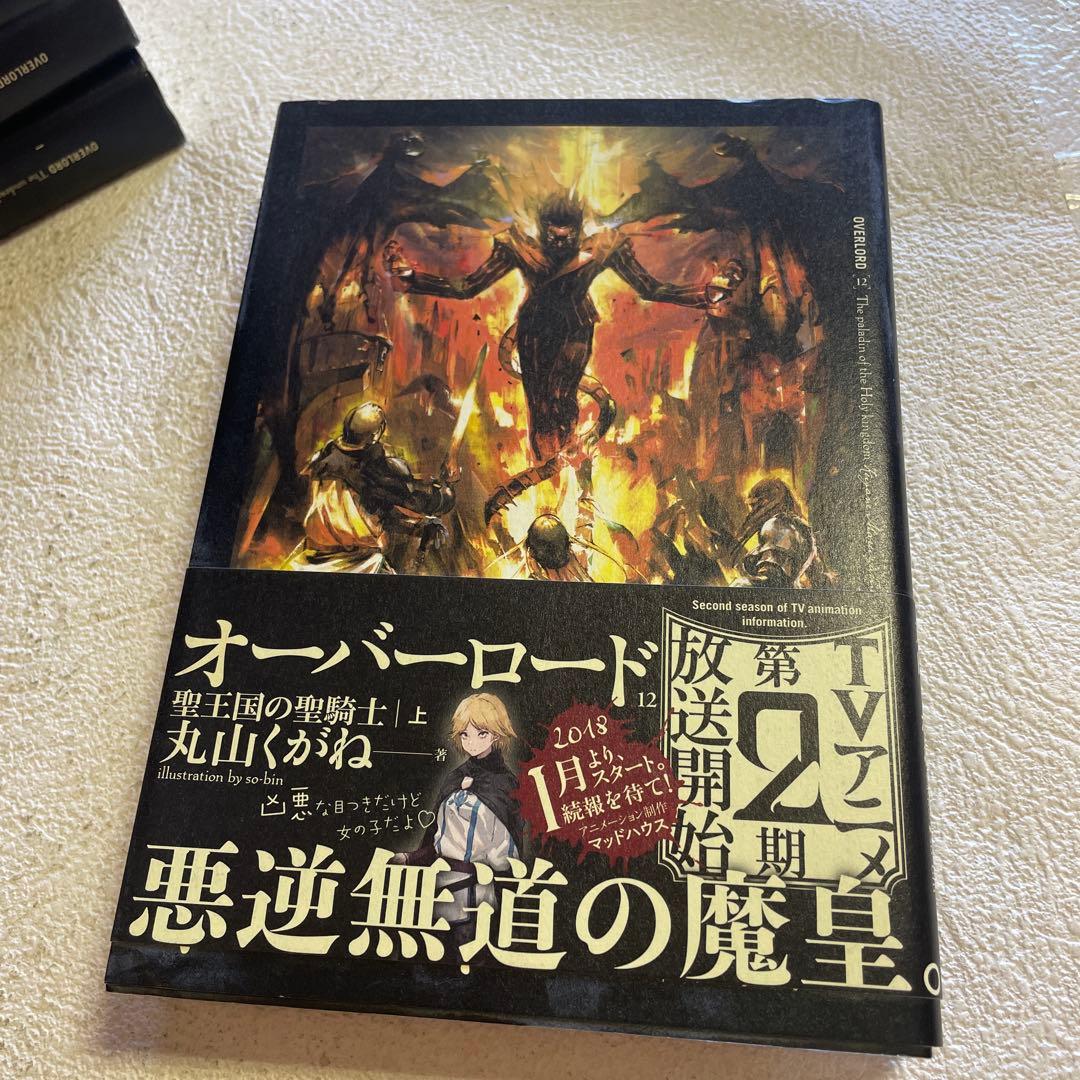 OVERLORD
OVERLORD The
OVERLORD [12] The paladin of the Holy kingdom
Second season of TV animation
information.
オーバーロード12
聖王国の聖騎士｜上
丸山くがね――著
illustration by so-bin
凶悪な目つきだけど
女の子だよ♡
2018
1月より、
スタート。
続報を待て!
アニメーション制作
マッドハウス
TVアニメ
第2期
放送開始
悪逆無道の魔皇。